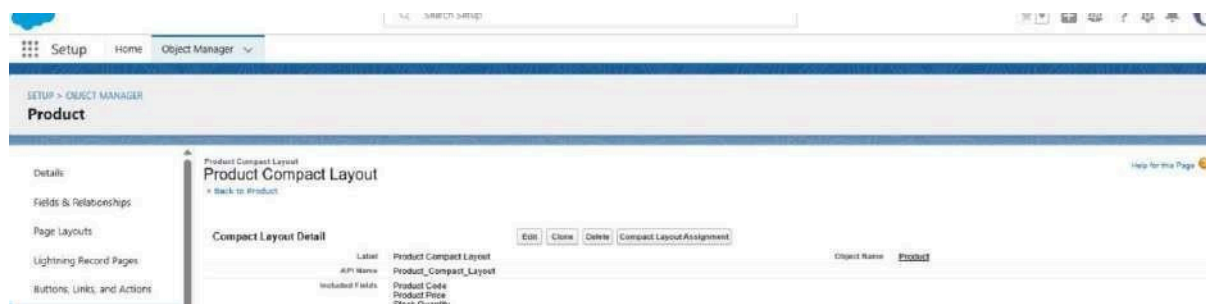 Search Setup
Setup Home Object Manager
SETUP > OBJECT MANAGER
Product
Details
Fields & Relationships
Page Layouts
Lightning Record Pages
Buttons, Links, and Actions
Product Compact Layout
Product Compact Layout
« Back to Product
Help for this Page
Compact Layout Detail Edit Clone Delete Compact Layout Assignment
Label Product Compact Layout Object Name Product
API Name Product_Compact_Layout
Included Fields Product Code
Product Price
Stock Quantity